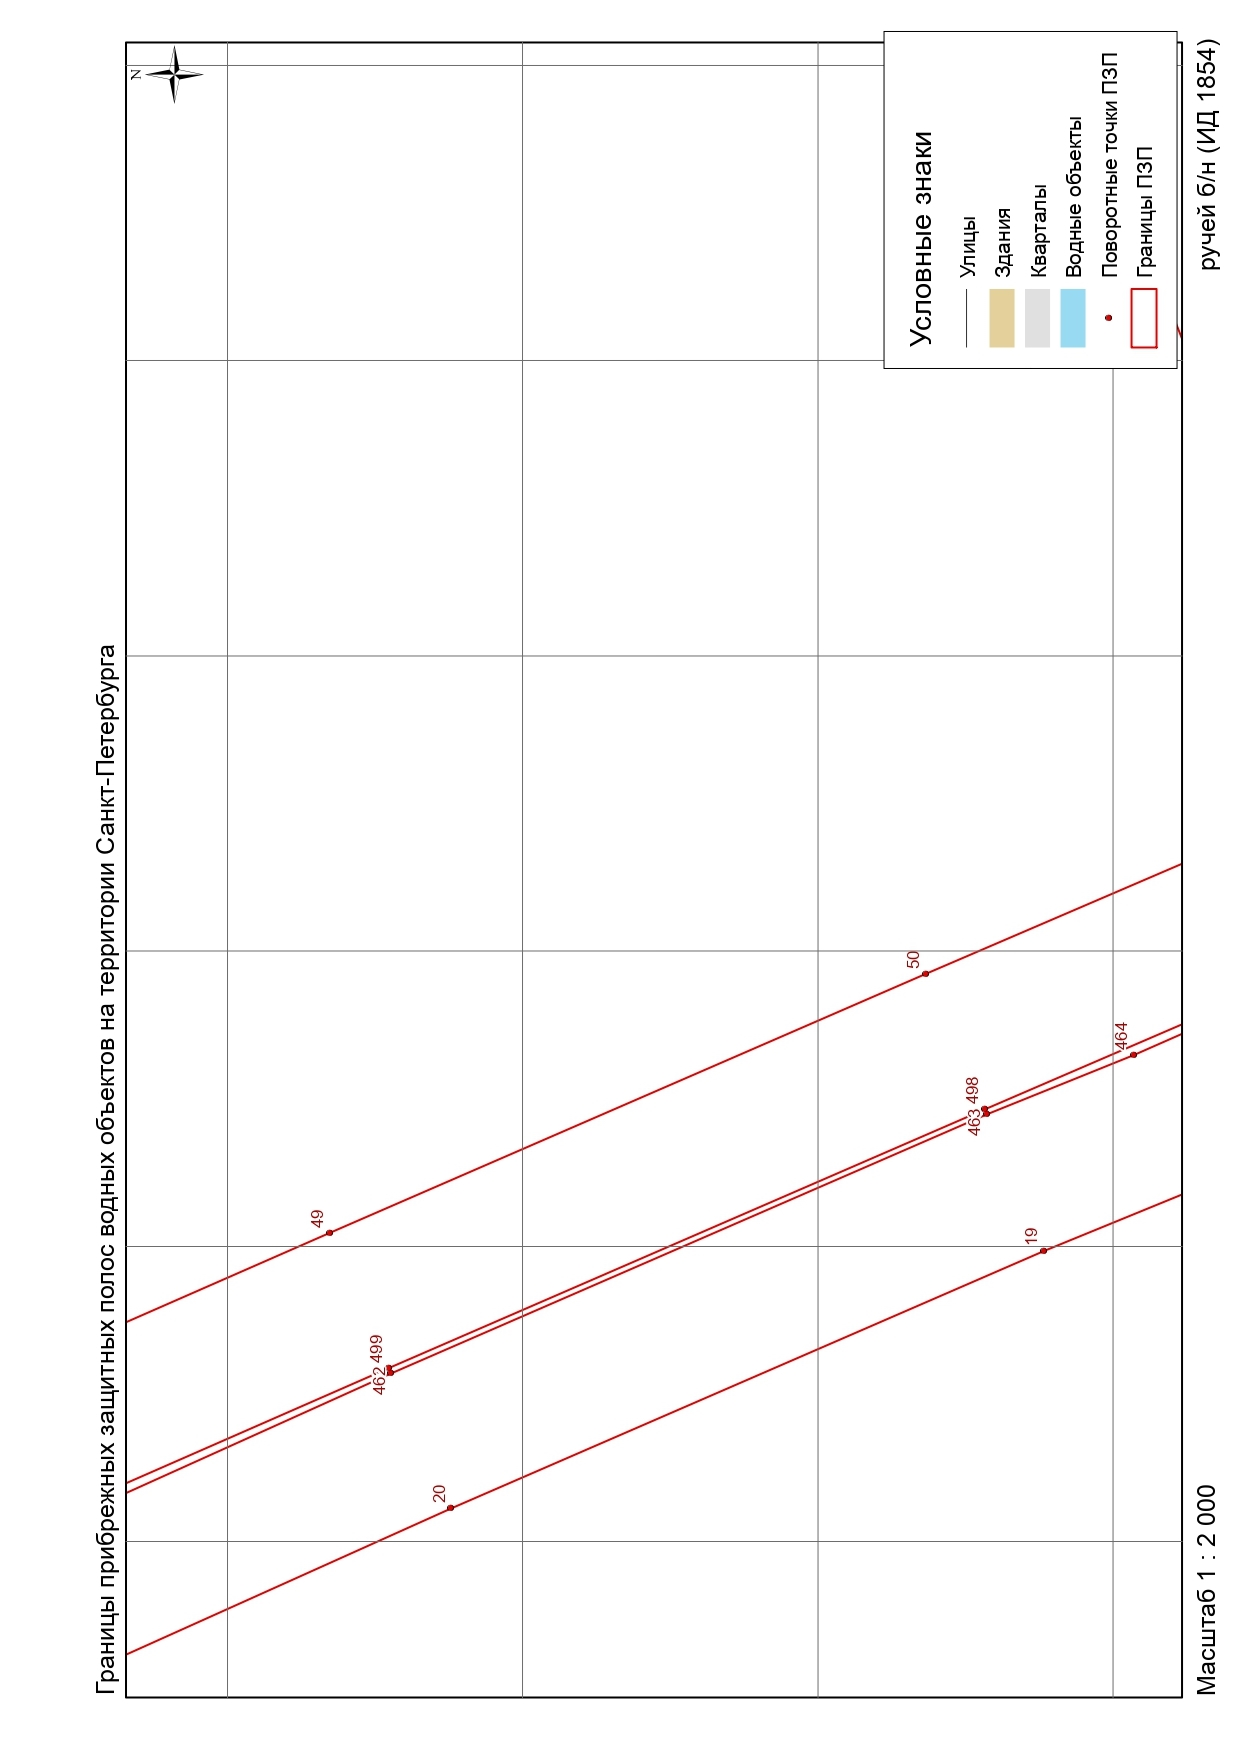 Границы прибрежных защитных полос водных объектов на территории Санкт-Петербурга
N
20
462 499
49
19
463 498
50
464
Условные знаки
Улицы
Здания
Кварталы
Водные объекты
Поворотные точки ПЗП
Границы ПЗП
Масштаб 1 : 2 000
ручей б/н (ИД 1854)